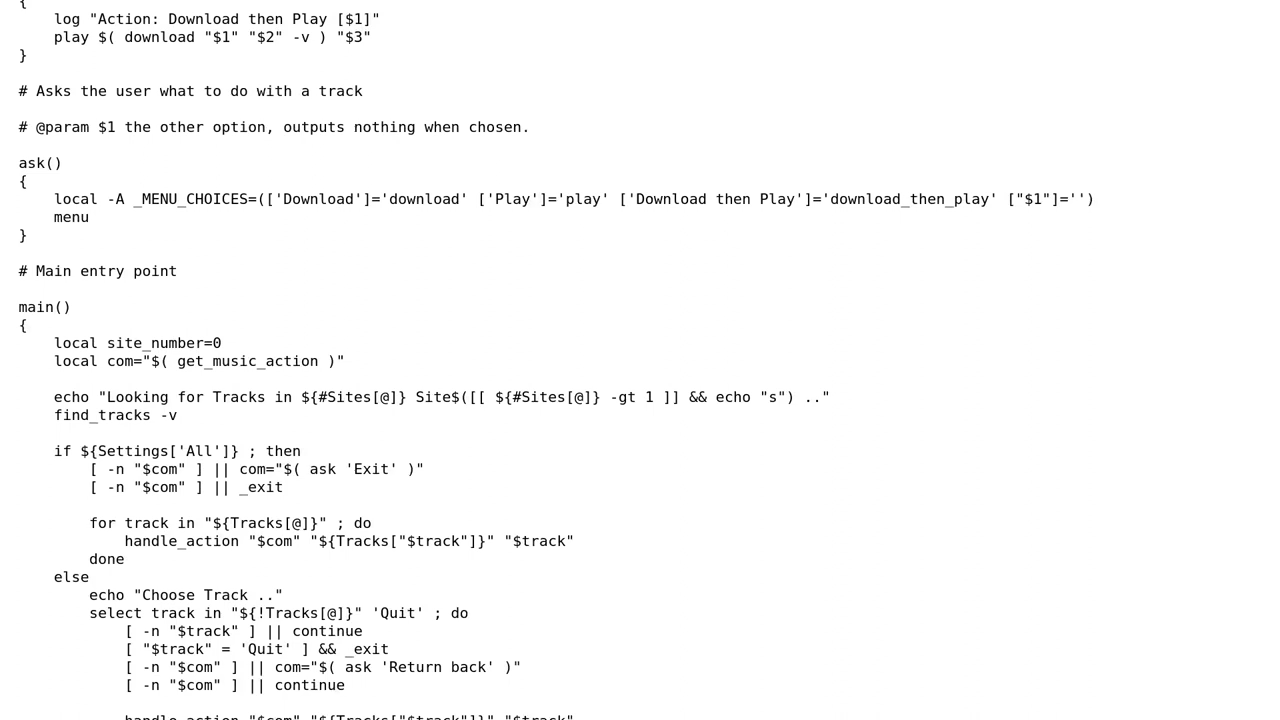 {
    log "Action: Download then Play [$1]"
    play $( download "$1" "$2" -v ) "$3"
}
# Asks the user what to do with a track
# @param $1 the other option, outputs nothing when chosen.
ask()
{
    local -A _MENU_CHOICES=(['Download']='download' ['Play']='play' ['Download then Play']='download_then_play' ["$1"]='')
    menu
}
# Main entry point
main()
{
    local site_number=0
    local com="$( get_music_action )"
    echo "Looking for Tracks in ${#Sites[@]} Site$([[ ${#Sites[@]} -gt 1 ]] && echo "s") .."
    find_tracks -v
    if ${Settings['All']} ; then
        [ -n "$com" ] || com="$( ask 'Exit' )"
        [ -n "$com" ] || _exit
        for track in "${Tracks[@]}" ; do
            handle_action "$com" "${Tracks["$track"]}" "$track"
        done
    else
        echo "Choose Track .."
        select track in "${!Tracks[@]}" 'Quit' ; do
            [ -n "$track" ] || continue
            [ "$track" = 'Quit' ] && _exit
            [ -n "$com" ] || com="$( ask 'Return back' )"
            [ -n "$com" ] || continue
            handle_action "$com" "${Tracks["$track"]}" "$track"